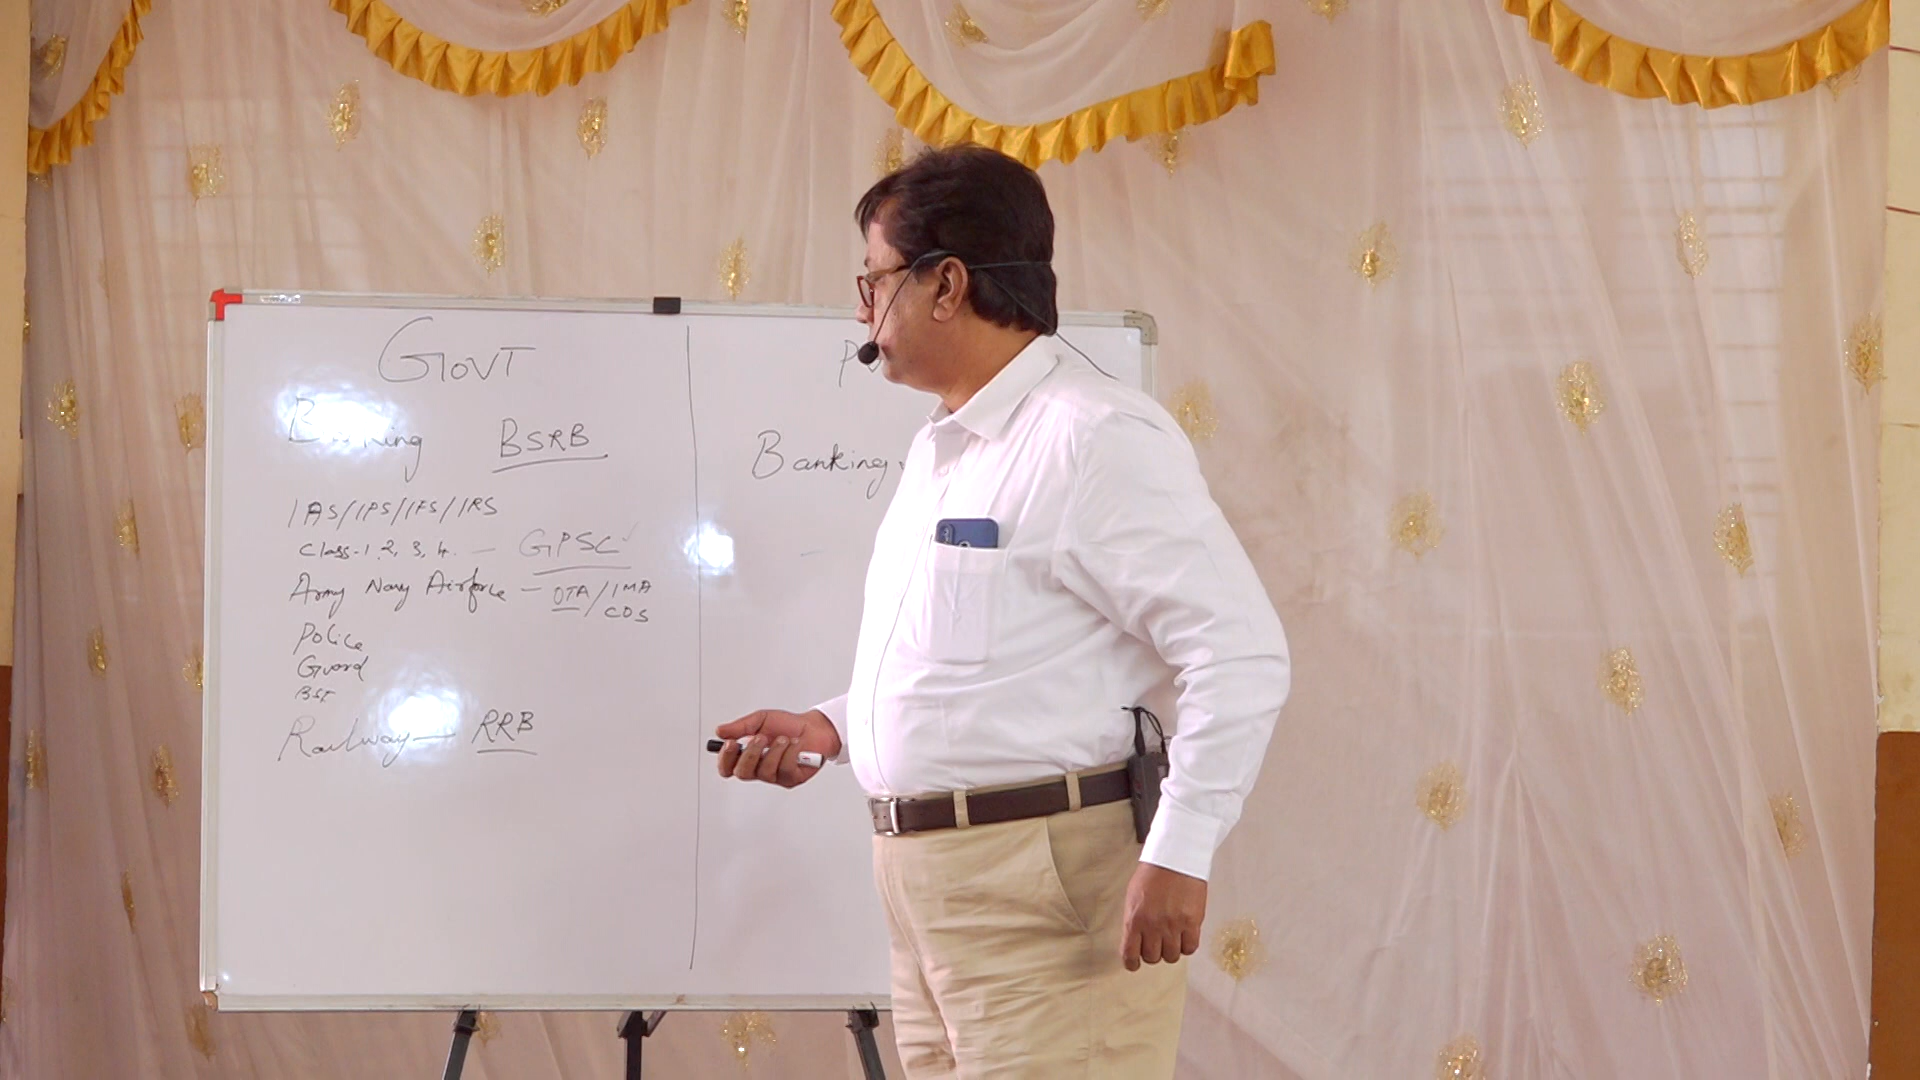 GOVT
Banking BSRB
IAS/IPS/IFS/IRS
Class-1, 2, 3, 4. — GPSC ✓
Army Navy Airforce — OTA/IMA
CDS
Police
Guard
BSF
Railway — RRB
Banking